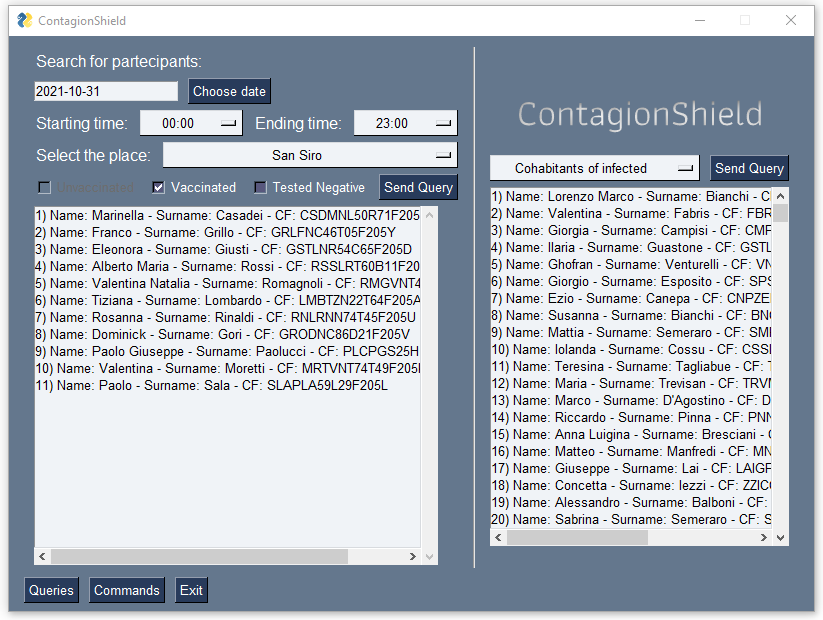 ContagionShield
Search for partecipants:
2021-10-31 Choose date
Starting time: 00:00 Ending time: 23:00
Select the place: San Siro
Unvaccinated Vaccinated Tested Negative Send Query
1) Name: Marinella - Surname: Casadei - CF: CSDMNL50R71F205
2) Name: Franco - Surname: Grillo - CF: GRLFNC46T05F205Y
3) Name: Eleonora - Surname: Giusti - CF: GSTLNR54C65F205D
4) Name: Alberto Maria - Surname: Rossi - CF: RSSLRT60B11F20
5) Name: Valentina Natalia - Surname: Romagnoli - CF: RMGVNT4
6) Name: Tiziana - Surname: Lombardo - CF: LMBTZN22T64F205A
7) Name: Rosanna - Surname: Rinaldi - CF: RNLRNN74T45F205U
8) Name: Dominick - Surname: Gori - CF: GRODNC86D21F205V
9) Name: Paolo Giuseppe - Surname: Paolucci - CF: PLCPGS25H
10) Name: Valentina - Surname: Moretti - CF: MRTVNT74T49F205
11) Name: Paolo - Surname: Sala - CF: SLAPLA59L29F205L
Queries Commands Exit
ContagionShield
Cohabitants of infected Send Query
1) Name: Lorenzo Marco - Surname: Bianchi - C
2) Name: Valentina - Surname: Fabris - CF: FBR
3) Name: Giorgia - Surname: Campisi - CF: CMP
4) Name: Ilaria - Surname: Guastone - CF: GSTL
5) Name: Ghofran - Surname: Venturelli - CF: VN
6) Name: Giorgio - Surname: Esposito - CF: SPS
7) Name: Ezio - Surname: Canepa - CF: CNPZE
8) Name: Susanna - Surname: Bianchi - CF: BN
9) Name: Mattia - Surname: Semeraro - CF: SM
10) Name: Iolanda - Surname: Cossu - CF: CSS
11) Name: Teresina - Surname: Tagliabue - CF:
12) Name: Maria - Surname: Trevisan - CF: TRV
13) Name: Marco - Surname: D'Agostino - CF: D
14) Name: Riccardo - Surname: Pinna - CF: PN
15) Name: Anna Luigina - Surname: Bresciani -
16) Name: Matteo - Surname: Manfredi - CF: MN
17) Name: Giuseppe - Surname: Lai - CF: LAIG
18) Name: Concetta - Surname: Iezzi - CF: ZZIC
19) Name: Alessandro - Surname: Balboni - CF:
20) Name: Sabrina - Surname: Semeraro - CF: S